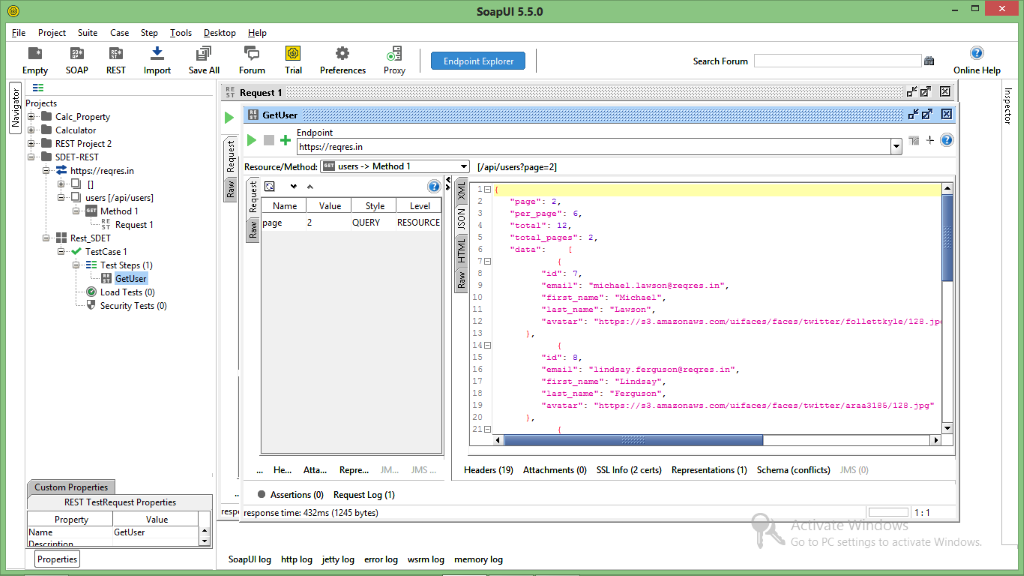 SoapUI 5.5.0
File Project Suite Case Step Tools Desktop Help
Empty SOAP REST Import Save All Forum Trial Preferences Proxy Endpoint Explorer Search Forum Online Help
Navigator
Projects
Calc_Property
Calculator
REST Project 2
SDET-REST
https://reqres.in
[]
users [/api/users]
Method 1
Request 1
Rest_SDET
TestCase 1
Test Steps (1)
GetUser
Load Tests (0)
Security Tests (0)
Custom Properties
REST TestRequest Properties
Property Value
Name GetUser
Description
Properties
Request 1
Request
Raw
GetUser
Endpoint
https://reqres.in
Resource/Method: users -> Method 1 [/api/users?page=2]
Request
Raw
Name Value Style Level
page 2 QUERY RESOURCE
XML
JSON
HTML
Raw
1 {
2 "page": 2,
3 "per_page": 6,
4 "total": 12,
5 "total_pages": 2,
6 "data": [
7 {
8 "id": 7,
9 "email": "michael.lawson@reqres.in",
10 "first_name": "Michael",
11 "last_name": "Lawson",
12 "avatar": "https://s3.amazonaws.com/uifaces/faces/twitter/follettkyle/128.jp
13 },
14 {
15 "id": 8,
16 "email": "lindsay.ferguson@reqres.in",
17 "first_name": "Lindsay",
18 "last_name": "Ferguson",
19 "avatar": "https://s3.amazonaws.com/uifaces/faces/twitter/araa3185/128.jpg"
20 },
21 {
... He... Atta... Repre... JM... JMS ...
Headers (19) Attachments (0) SSL Info (2 certs) Representations (1) Schema (conflicts) JMS (0)
Assertions (0) Request Log (1)
respo
response time: 432ms (1245 bytes) 1 : 1
Inspector
Activate Windows
Go to PC settings to activate Windows.
SoapUI log http log jetty log error log wsrm log memory log